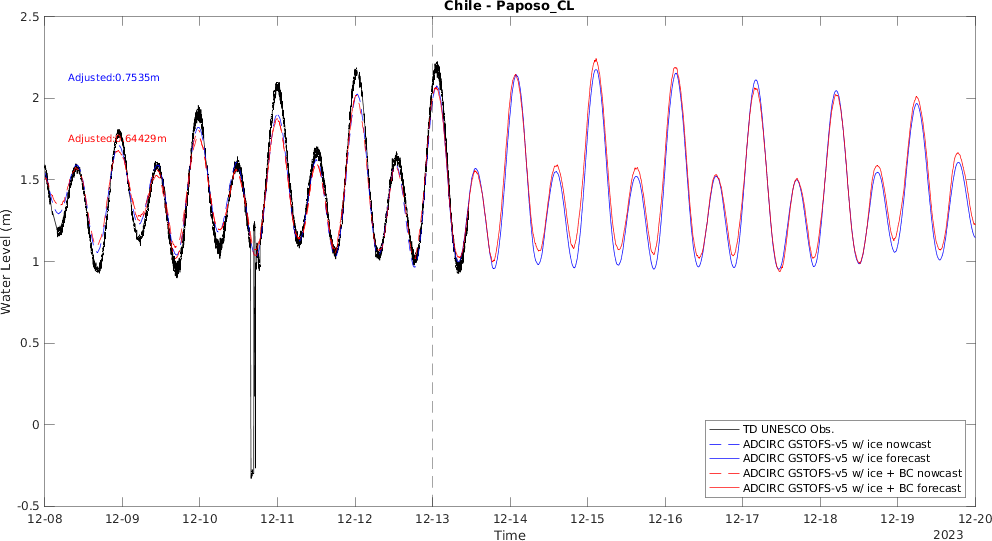 Chile - Paposo_CL
2.5
2
1.5
1
0.5
0
-0.5
Water Level (m)
Adjusted:0.7535m
Adjusted:0.64429m
TD UNESCO Obs.
ADCIRC GSTOFS-v5 w/ ice nowcast
ADCIRC GSTOFS-v5 w/ ice forecast
ADCIRC GSTOFS-v5 w/ ice + BC nowcast
ADCIRC GSTOFS-v5 w/ ice + BC forecast
12-08 12-09 12-10 12-11 12-12 12-13 12-14 12-15 12-16 12-17 12-18 12-19 12-20
Time
2023